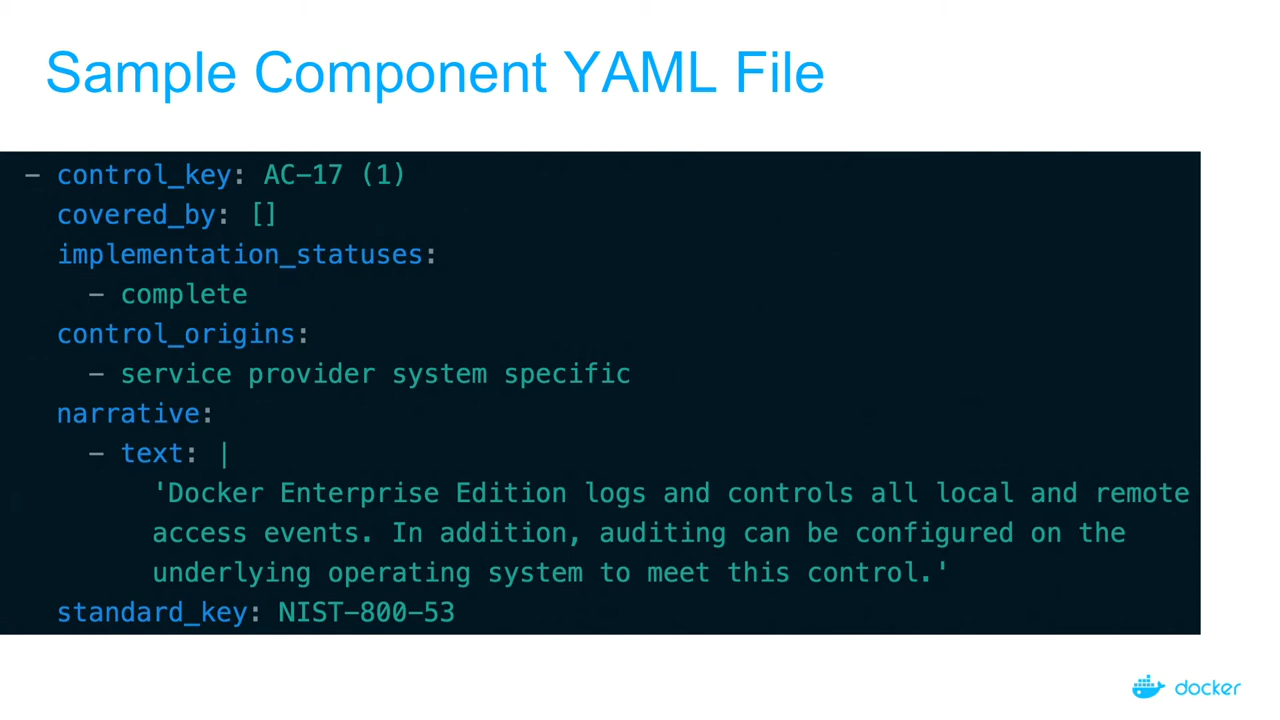 Sample Component YAML File
- control_key: AC-17 (1)
covered_by: []
implementation_statuses:
- complete
control_origins:
- service provider system specific
narrative:
- text: |
'Docker Enterprise Edition logs and controls all local and remote
access events. In addition, auditing can be configured on the
underlying operating system to meet this control.'
standard_key: NIST-800-53
docker